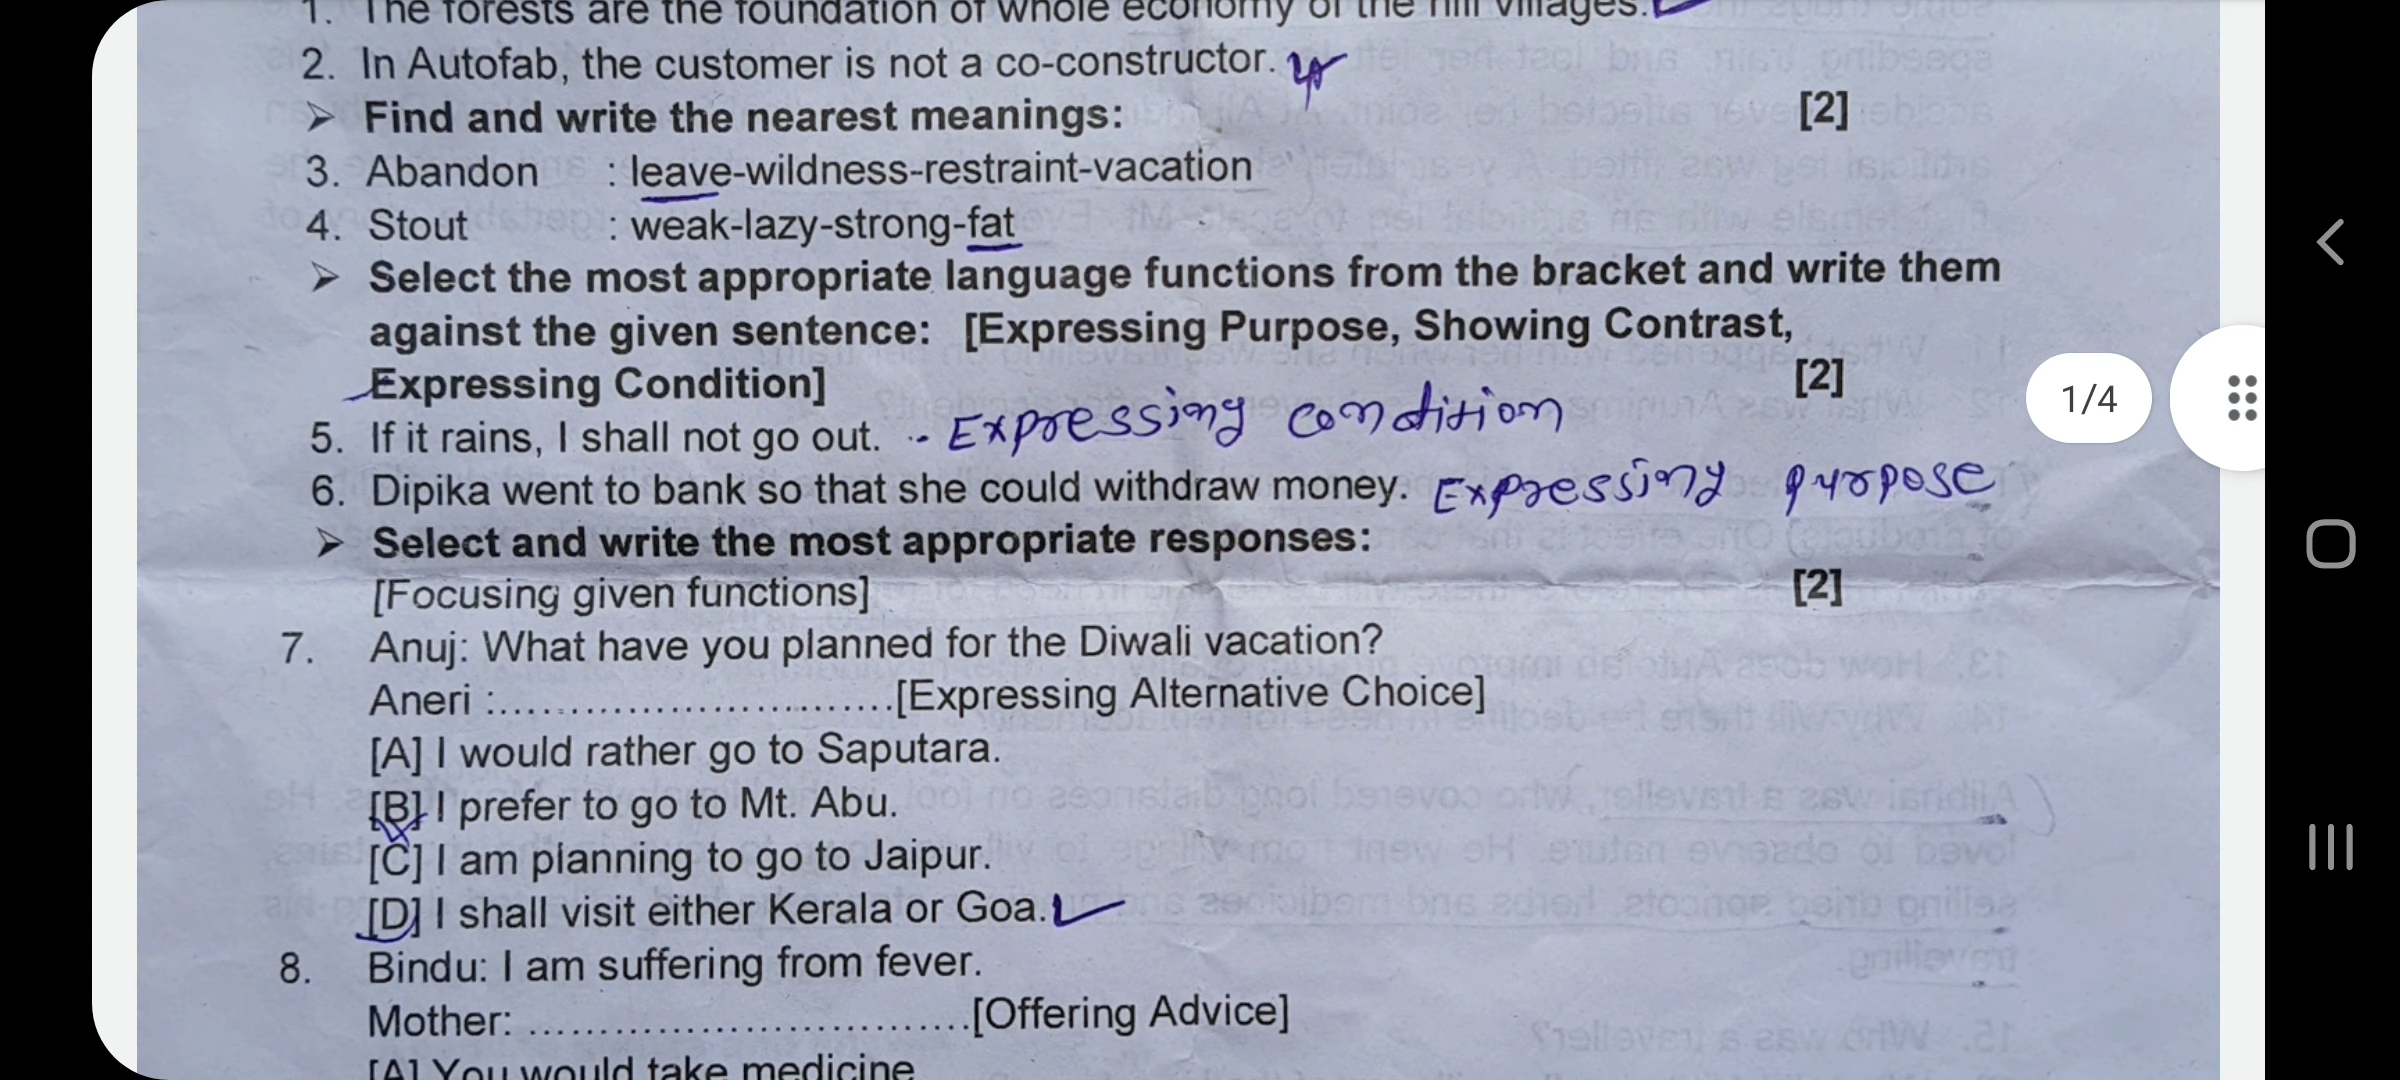 1. The forests are the foundation of whole economy of the hill villages.
2. In Autofab, the customer is not a co-constructor.
➢ Find and write the nearest meanings: [2]
3. Abandon : leave-wildness-restraint-vacation
4. Stout : weak-lazy-strong-fat
➢ Select the most appropriate language functions from the bracket and write them
against the given sentence: [Expressing Purpose, Showing Contrast,
Expressing Condition] [2]
1/4
5. If it rains, I shall not go out. Expressing condition
6. Dipika went to bank so that she could withdraw money. Expressing purpose
➢ Select and write the most appropriate responses:
[Focusing given functions] [2]
7. Anuj: What have you planned for the Diwali vacation?
Aneri :............................[Expressing Alternative Choice]
[A] I would rather go to Saputara.
[B] I prefer to go to Mt. Abu.
[C] I am planning to go to Jaipur.
[D] I shall visit either Kerala or Goa.
8. Bindu: I am suffering from fever.
Mother: ...............................[Offering Advice]
[A] You would take medicine